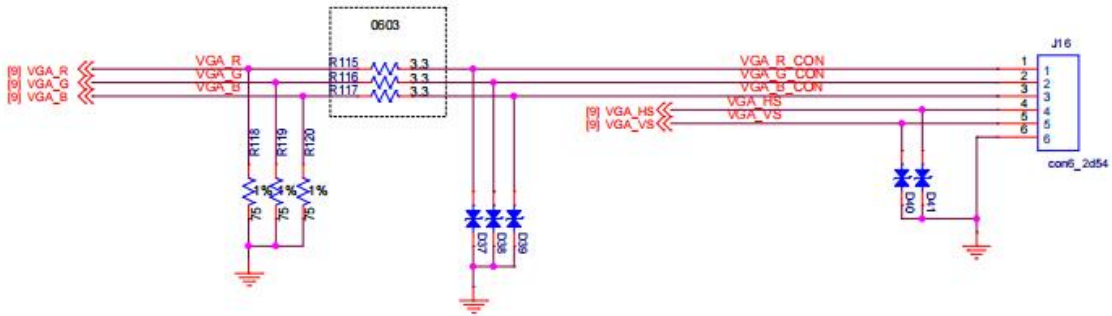 0603
J16
[9] VGA_R
VGA_R
R115
3.3
VGA_R_CON
1
1
[9] VGA_G
VGA_G
R116
3.3
VGA_G_CON
2
2
[9] VGA_B
VGA_B
R117
3.3
VGA_B_CON
3
3
[9] VGA_HS
VGA_HS
4
4
[9] VGA_VS
VGA_VS
5
5
6
6
con6_2d54
R118
R119
R120
1%
1%
1%
75
75
75
D37
D38
D39
D40
D41